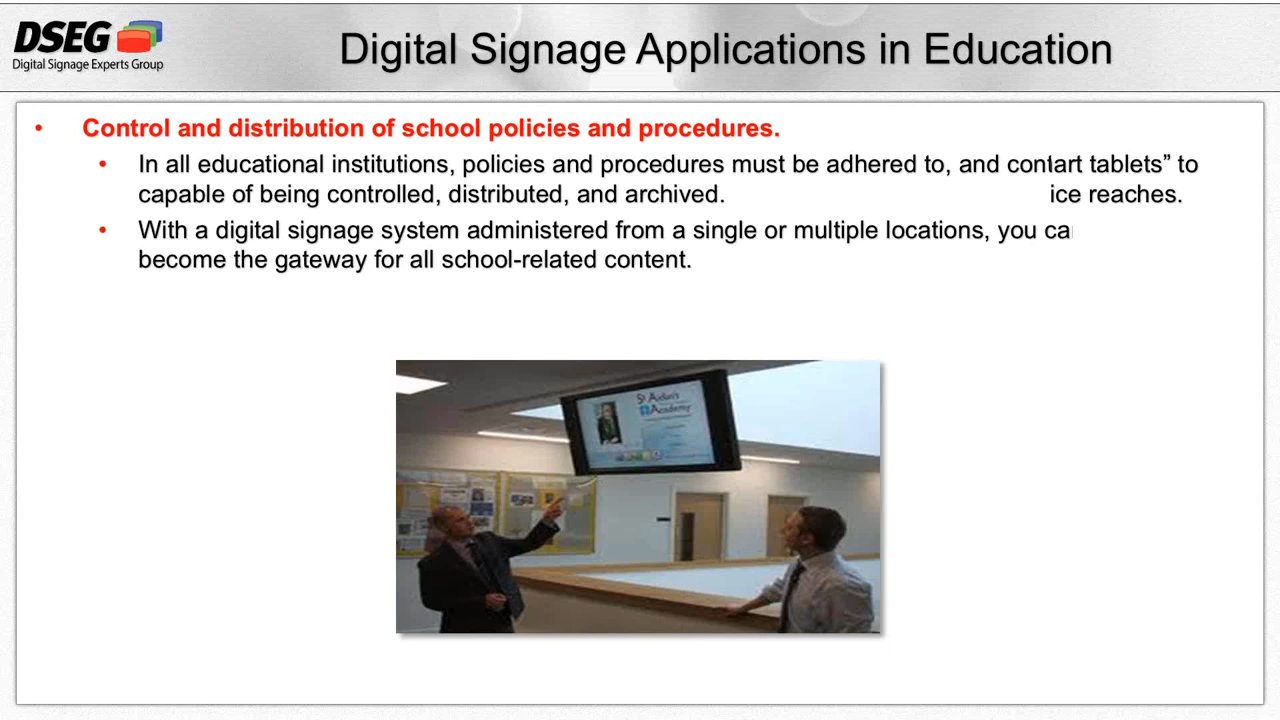 DSEG
Digital Signage Experts Group
Digital Signage Applications in Education
• Control and distribution of school policies and procedures.
• In all educational institutions, policies and procedures must be adhered to, and contart tablets” to
capable of being controlled, distributed, and archived. ice reaches.
• With a digital signage system administered from a single or multiple locations, you ca
become the gateway for all school-related content.
St Aidan's
Academy